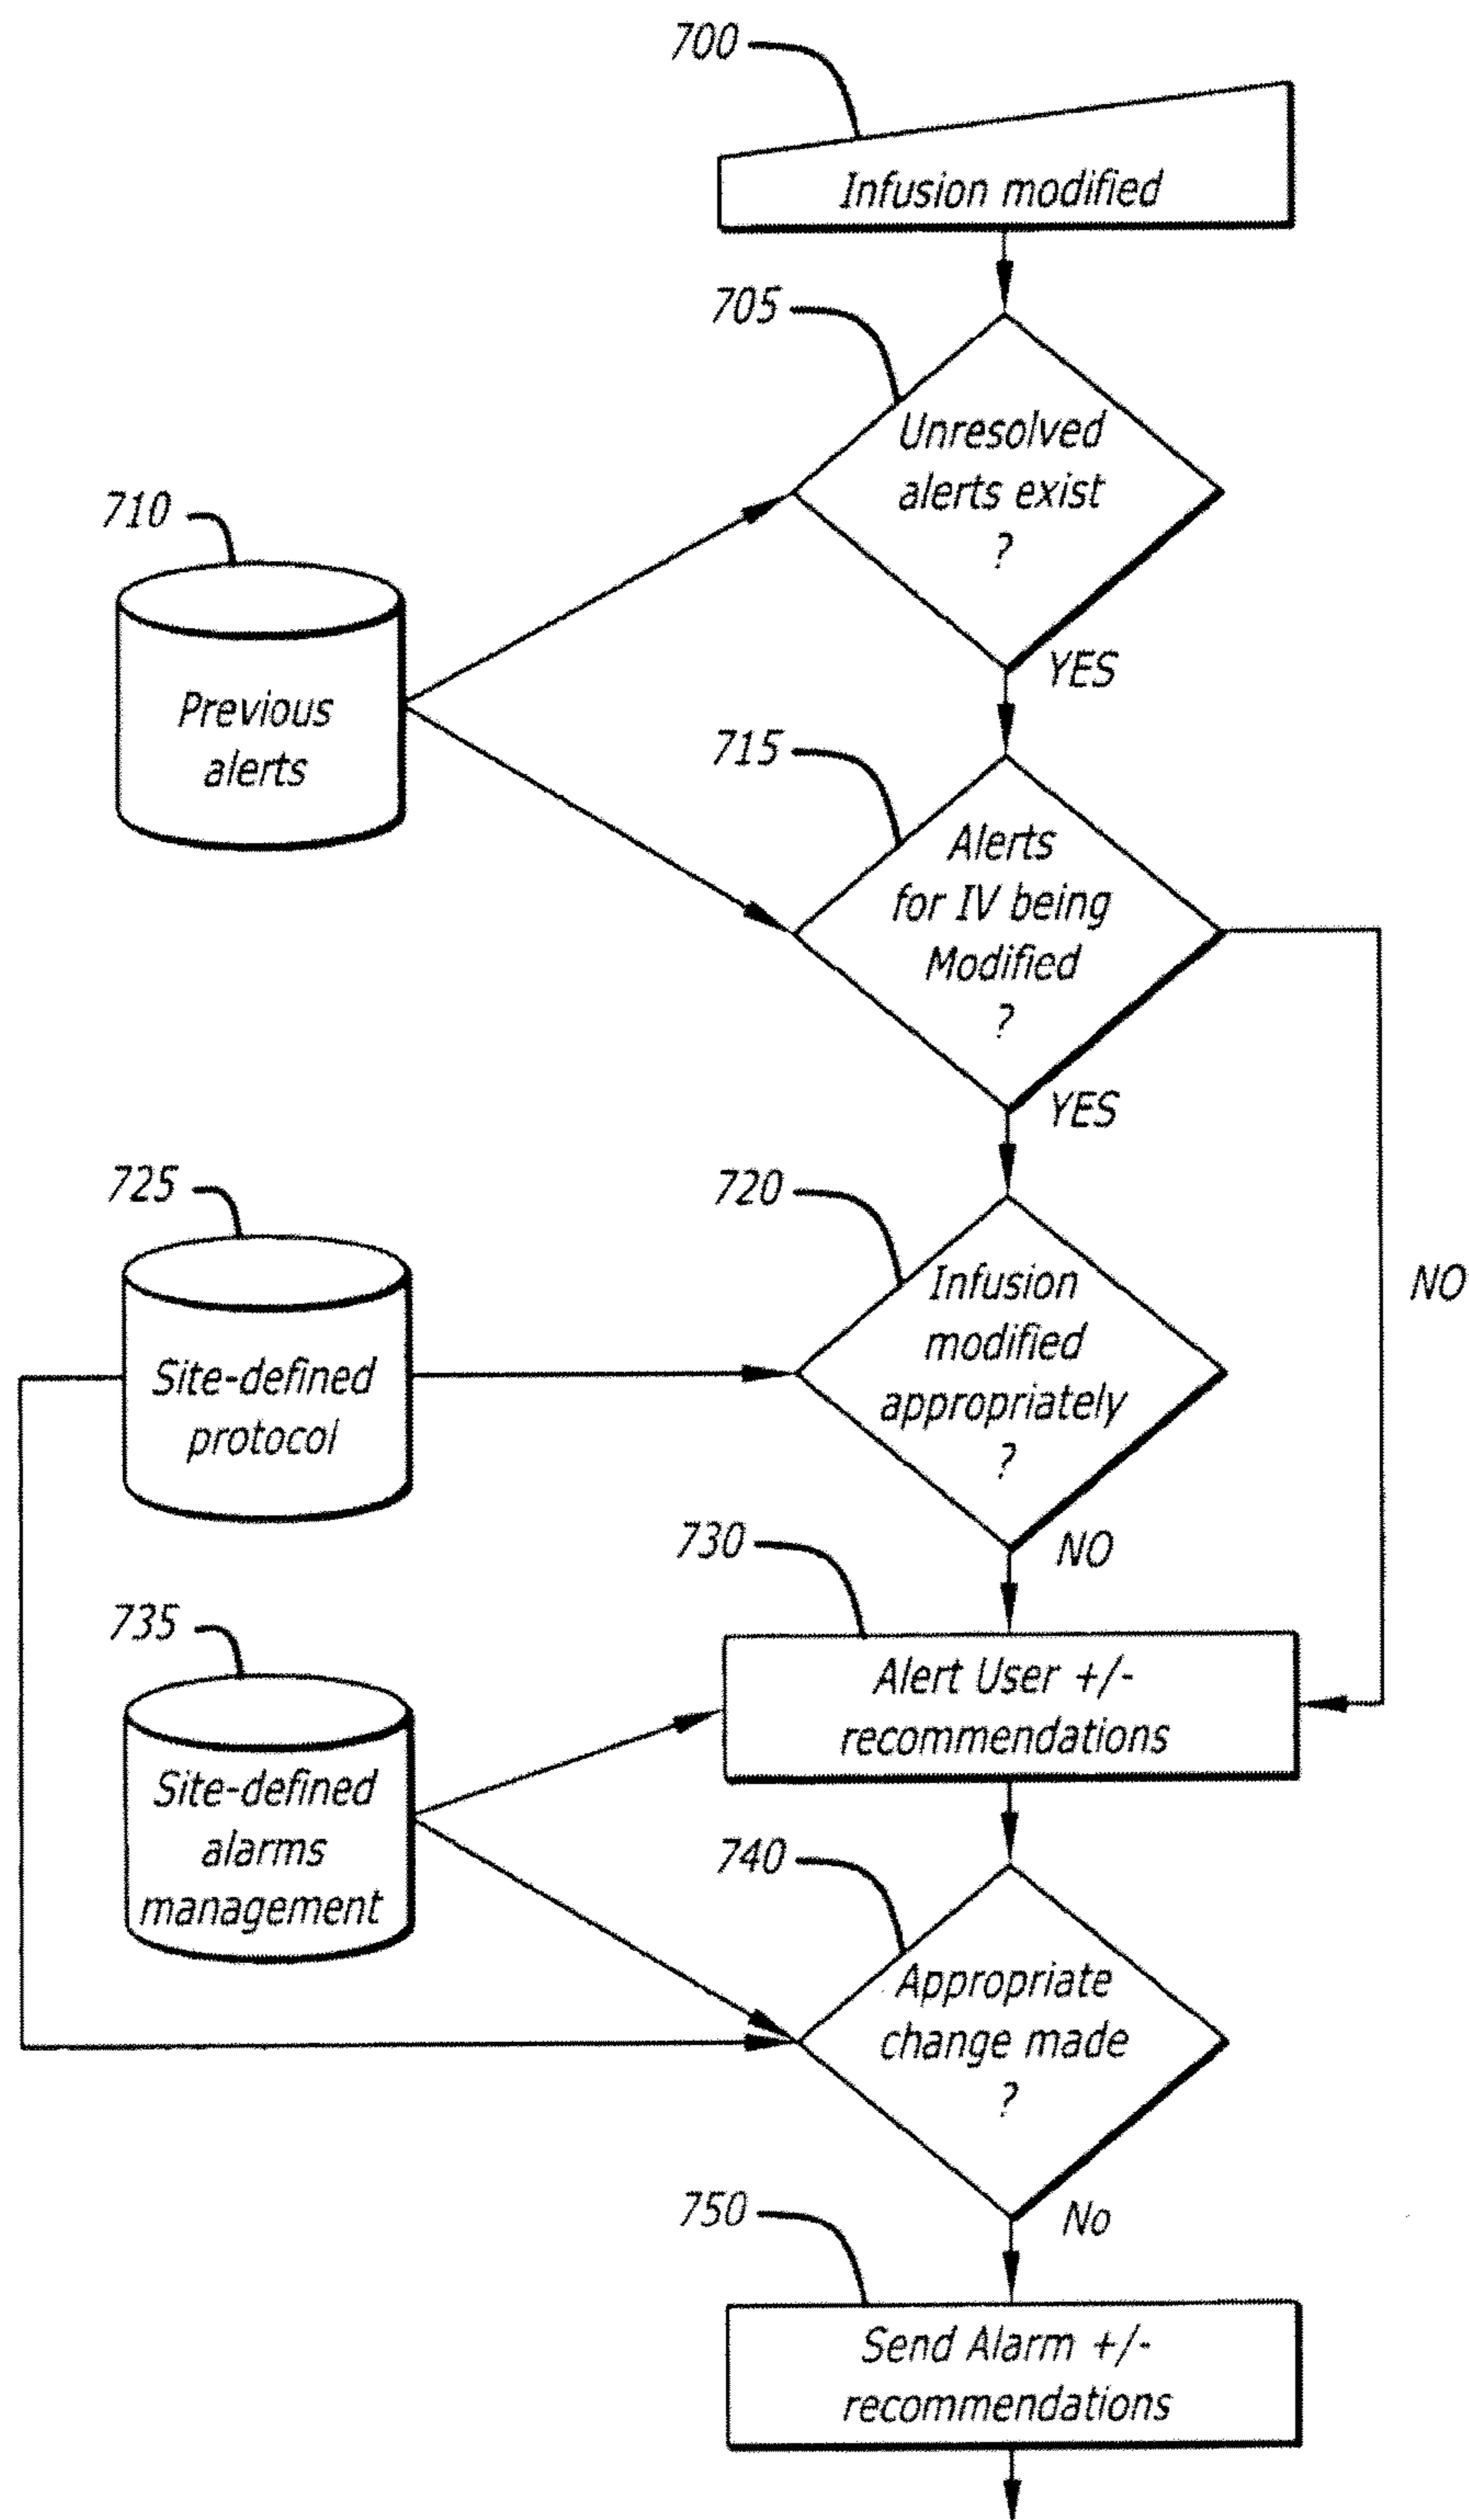 700
Infusion modified
705
Unresolved
alerts exist
?
YES
710
Previous
alerts
715
Alerts
for IV being
Modified
?
YES
NO
725
Site-defined
protocol
720
Infusion
modified
appropriately
?
NO
730
Alert User +/-
recommendations
735
Site-defined
alarms
management
740
Appropriate
change made
?
No
750
Send Alarm +/-
recommendations